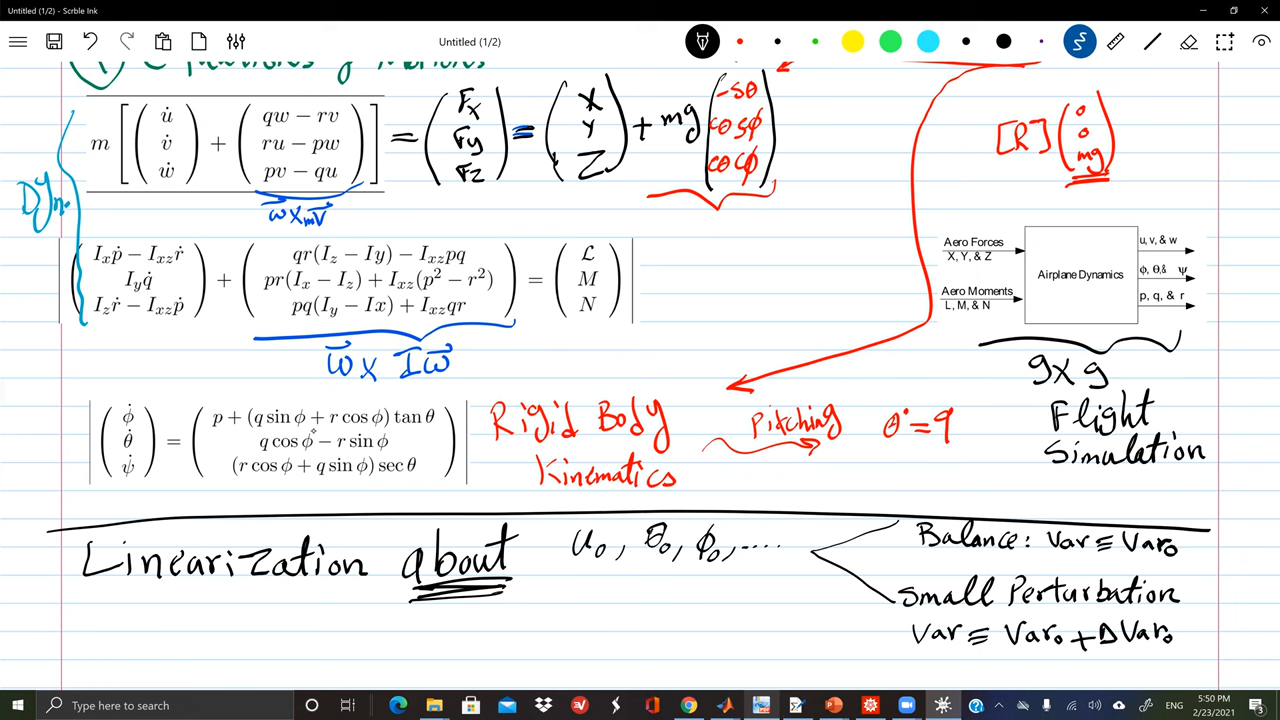 Untitled (1/2) - Scrble Ink
Untitled (1/2)
m [ ( u̇ v̇ ẇ ) + ( qw − rv ru − pw pv − qu ) ] = ( Fx Fy Fz ) = ( X Y Z ) + mg ( -Sθ CθSϕ CθCϕ )
[R] ( 0 0 mg )
Dyn.
ω⃗ × mV⃗
( Ixṗ − Ixzṙ Iyq̇ Izṙ − Ixzṗ ) + ( qr(Iz − Iy) − Ixzpq pr(Ix − Iz) + Ixz(p² − r²) pq(Iy − Ix) + Ixzqr ) = ( ℒ M N )
ω⃗ × Iω⃗
Aero Forces
X, Y, & Z
Aero Moments
L, M, & N
Airplane Dynamics
u, v, & w
ϕ, θ,& ψ
p, q, & r
9x9
Flight
Simulation
( ϕ̇ θ̇ ψ̇ ) = ( p + (q sin ϕ + r cos ϕ) tan θ q cos ϕ − r sin ϕ (r cos ϕ + q sin ϕ) sec θ )
Rigid Body
Kinematics
Pitching θ̇ = q
Linearization about u₀, θ₀, ϕ₀, ....
Balance: Var ≡ Var₀
Small Perturbation
Var ≡ Var₀ + ΔVar₀
Type here to search
5:50 PM
2/23/2021
3